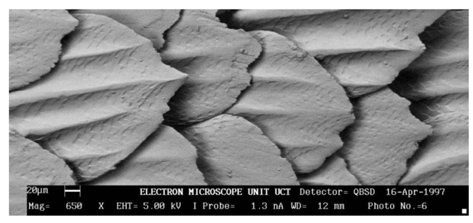 20µm ELECTRON MICROSCOPE UNIT UCT Detector= QBSD 16-Apr-1997
Mag= 650 X EHT= 5.00 kV I Probe= 1.3 nA WD= 12 mm Photo No.=6